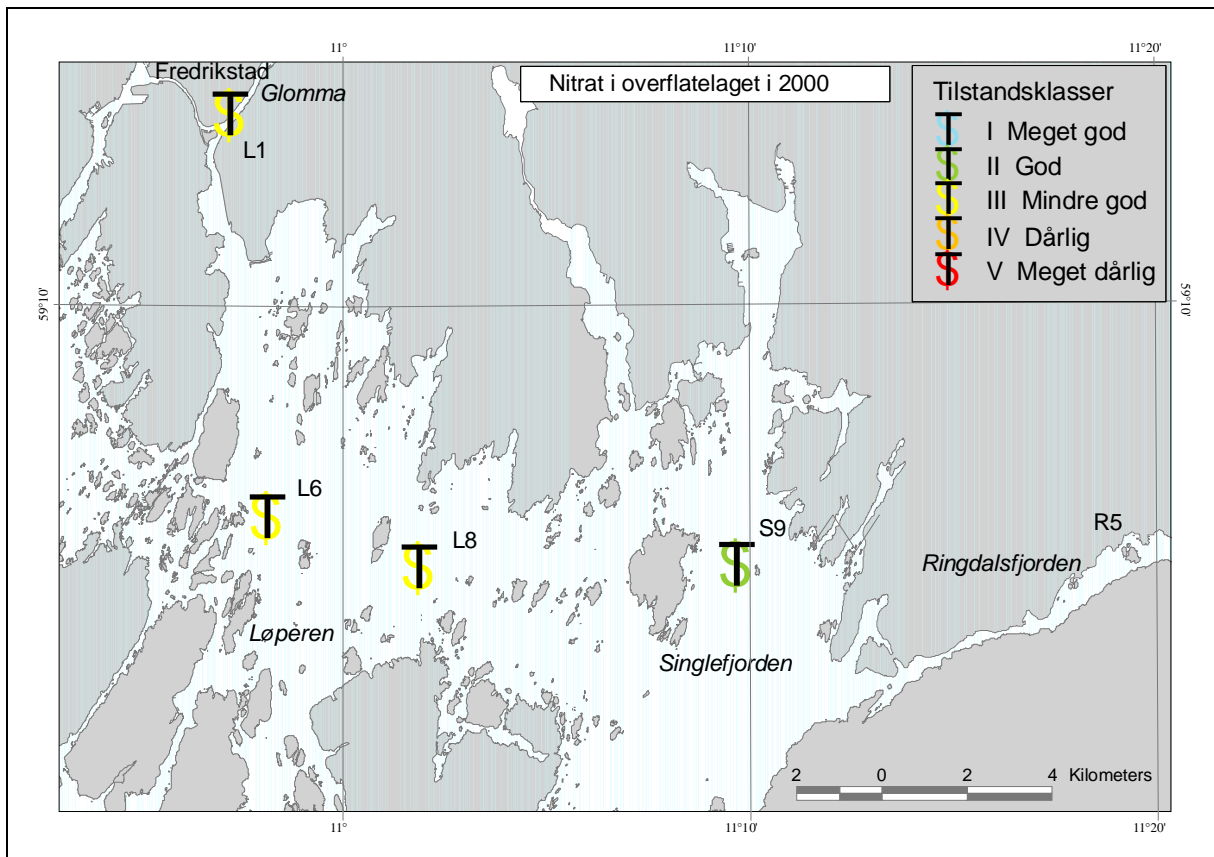 11°
11°10'
11°20'
Fredrikstad
Glomma
L1
Nitrat i overflatelaget i 2000
Tilstandsklasser
I Meget god
II God
III Mindre god
IV Dårlig
V Meget dårlig
59°10'
59°10'
L6
L8
S9
R5
Ringdalsfjorden
Løperen
Singlefjorden
2 0 2 4 Kilometers
11°
11°10'
11°20'